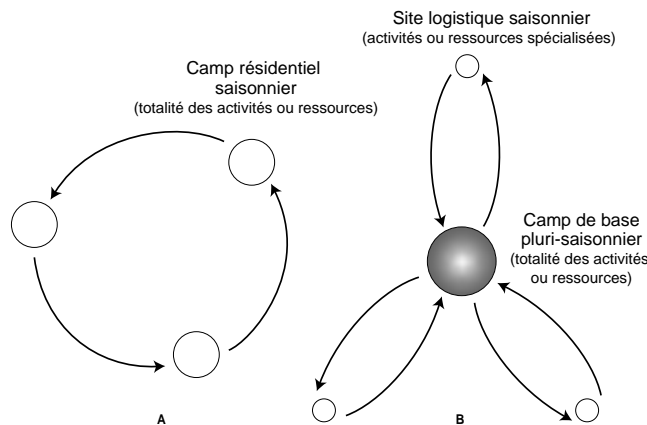 Site logistique saisonnier
(activités ou ressources spécialisées)
Camp résidentiel
saisonnier
(totalité des activités ou ressources)
Camp de base
pluri-saisonnier
(totalité des activités
ou ressources)
A
B